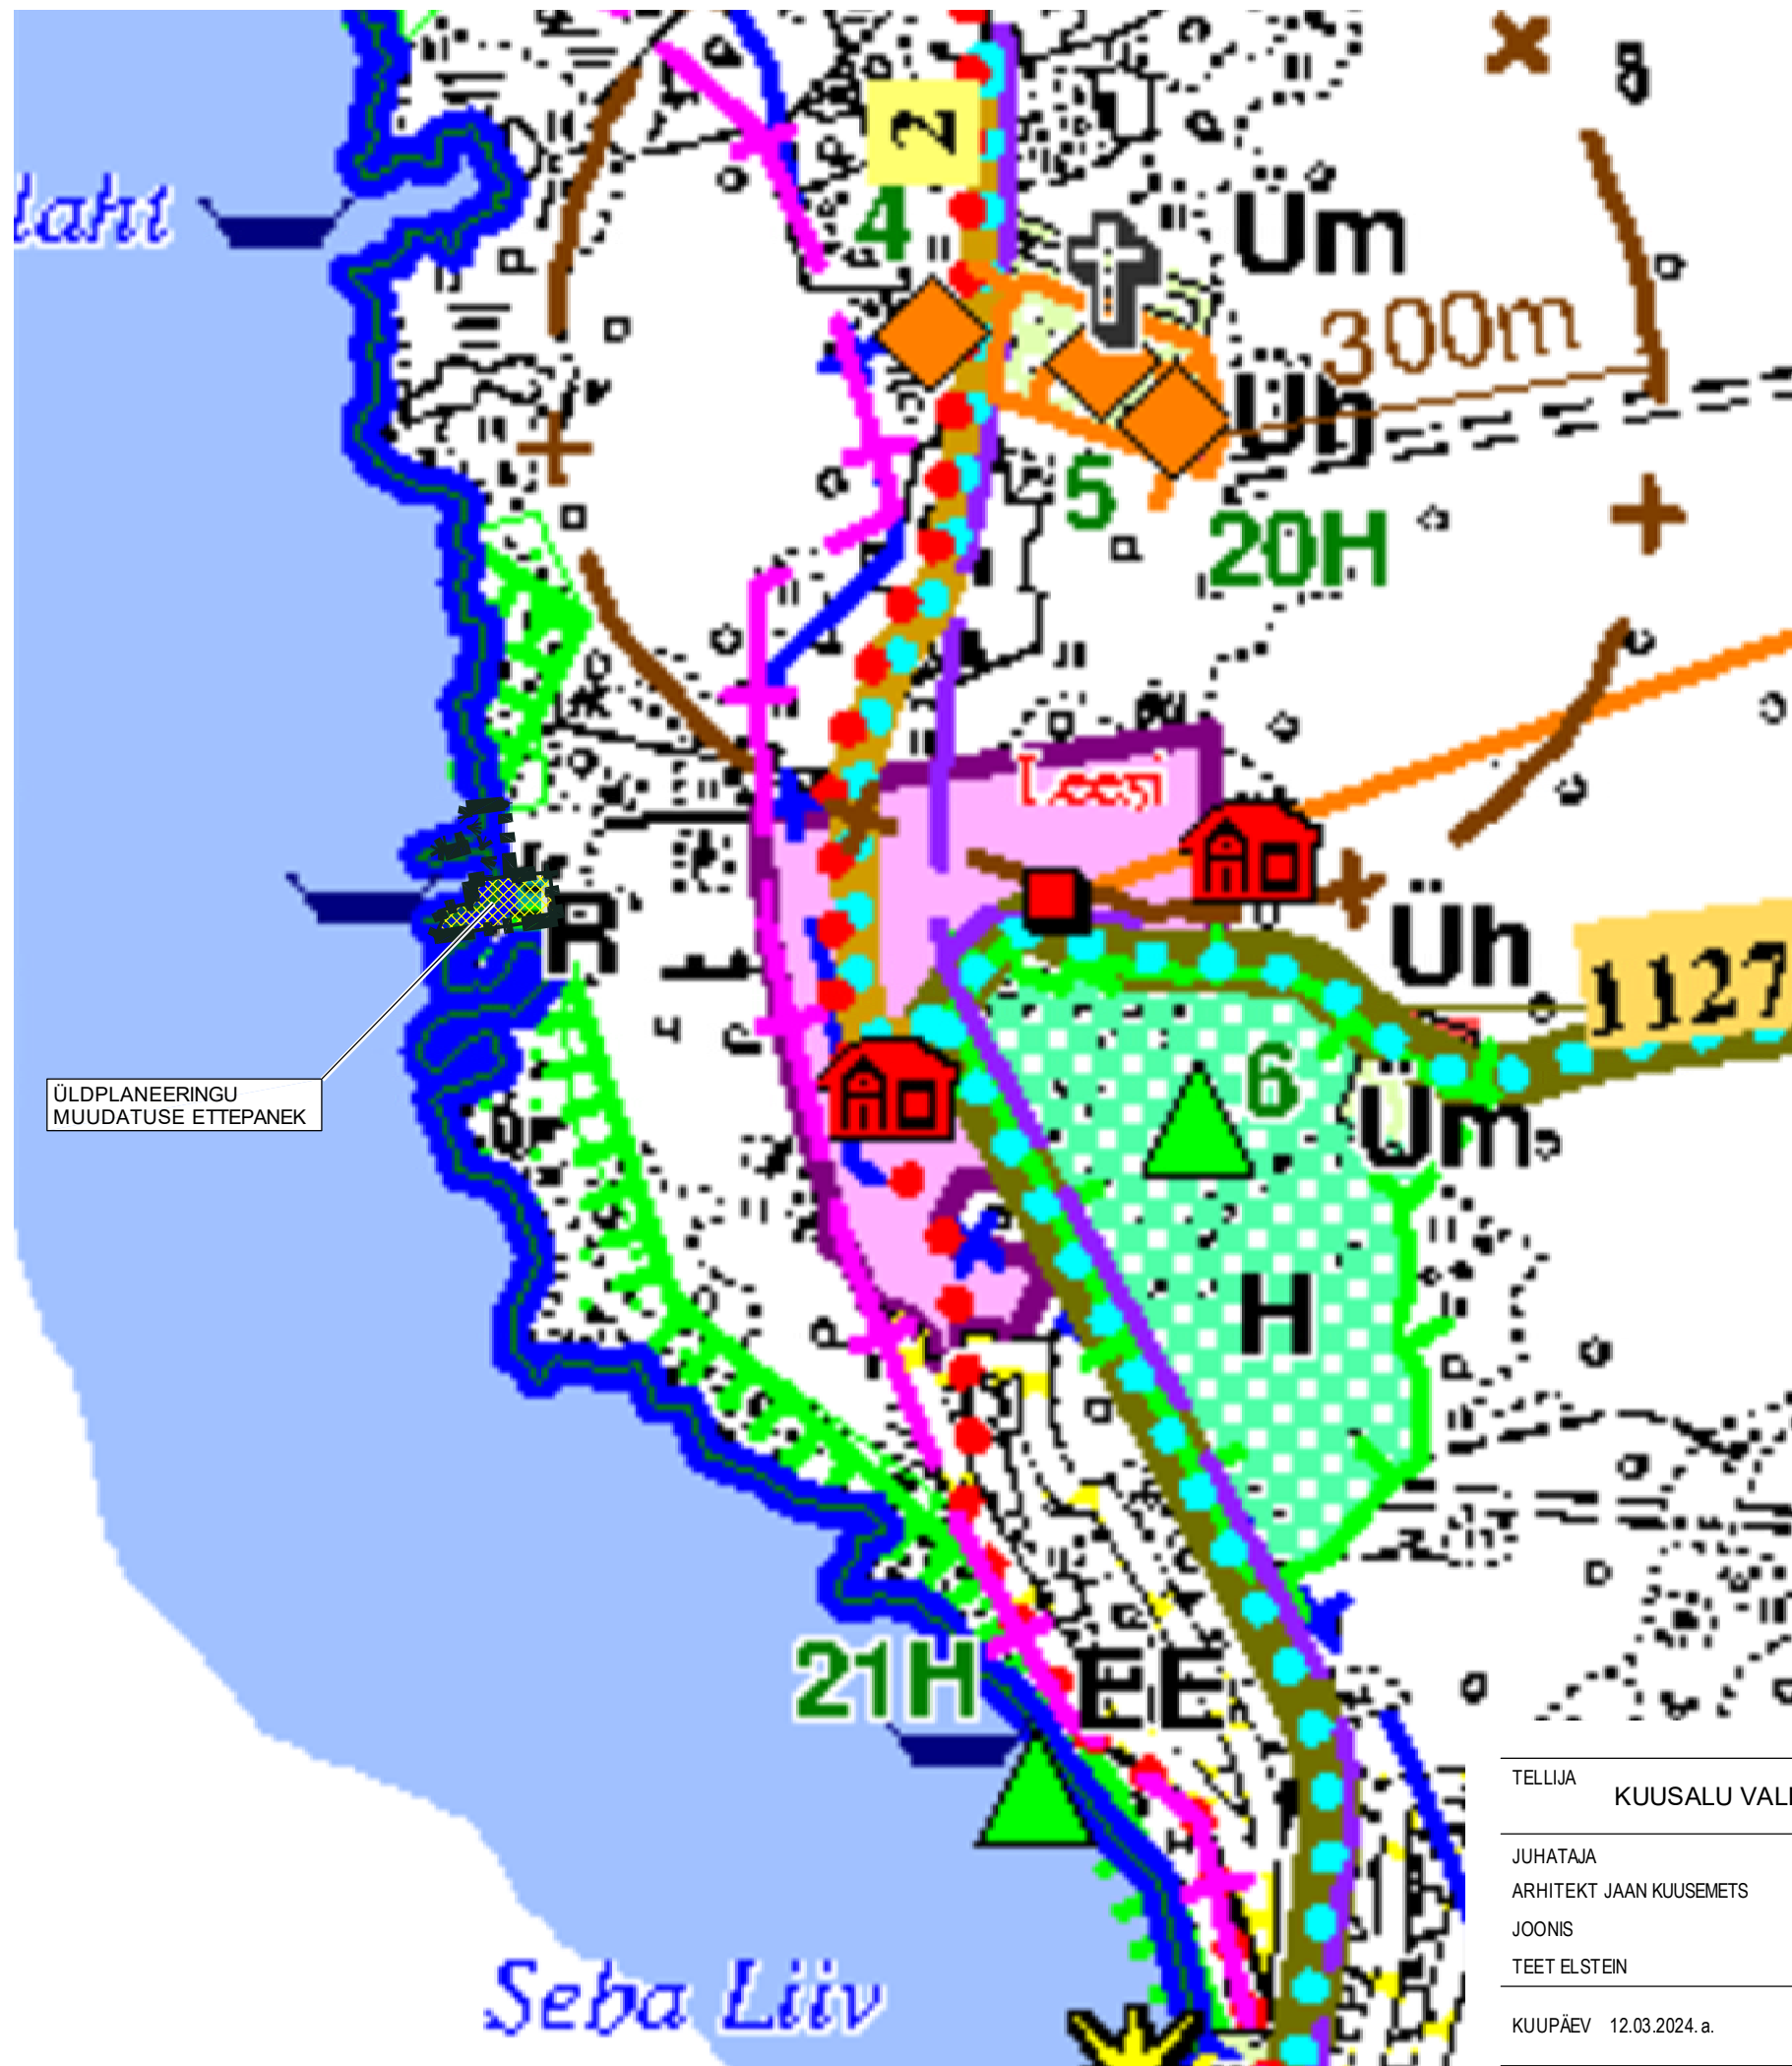 2
lahi
4
Üm
300m
Üh
5
20H
Leesi
R
Üh
1127
6
ÜLDPLANEERINGU
MUUDATUSE ETTEPANEK
Üm
H
21H
EE
Seba Liiv
TELLIJA
KUUSALU VAL
JUHATAJA
ARHITEKT JAAN KUUSEMETS
JOONIS
TEET ELSTEIN
KUUPÄEV 12.03.2024. a.